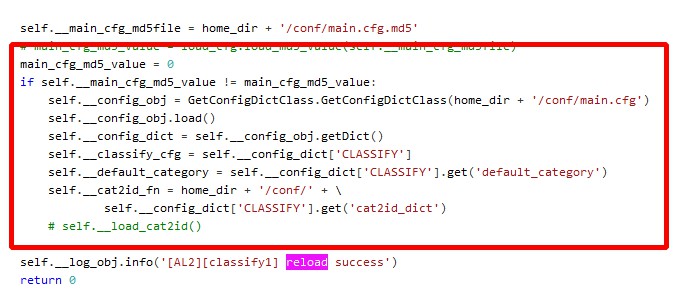 self.__main_cfg_md5file = home_dir + '/conf/main.cfg.md5'
# main_cfg_md5_value = load_cfg.load_md5_value(self.__main_cfg_md5file)
main_cfg_md5_value = 0
if self.__main_cfg_md5_value != main_cfg_md5_value:
    self.__config_obj = GetConfigDictClass.GetConfigDictClass(home_dir + '/conf/main.cfg')
    self.__config_obj.load()
    self.__config_dict = self.__config_obj.getDict()
    self.__classify_cfg = self.__config_dict['CLASSIFY']
    self.__default_category = self.__config_dict['CLASSIFY'].get('default_category')
    self.__cat2id_fn = home_dir + '/conf/' + \
            self.__config_dict['CLASSIFY'].get('cat2id_dict')
    # self.__load_cat2id()
self.__log_obj.info('[AL2][classify1] reload success')
return 0